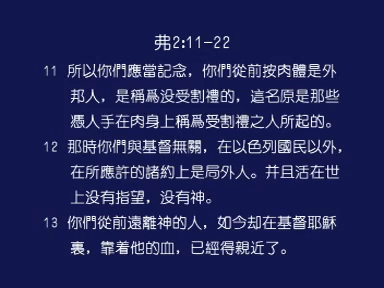 弗2:11-22
11 所以你們應當記念，你們從前按肉體是外
邦人，是稱爲没受割禮的，這名原是那些
憑人手在肉身上稱爲受割禮之人所起的。
12 那時你們與基督無關，在以色列國民以外，
在所應許的諸約上是局外人。并且活在世
上没有指望，没有神。
13 你們從前遠離神的人，如今却在基督耶穌
裏，靠着他的血，已經得親近了。